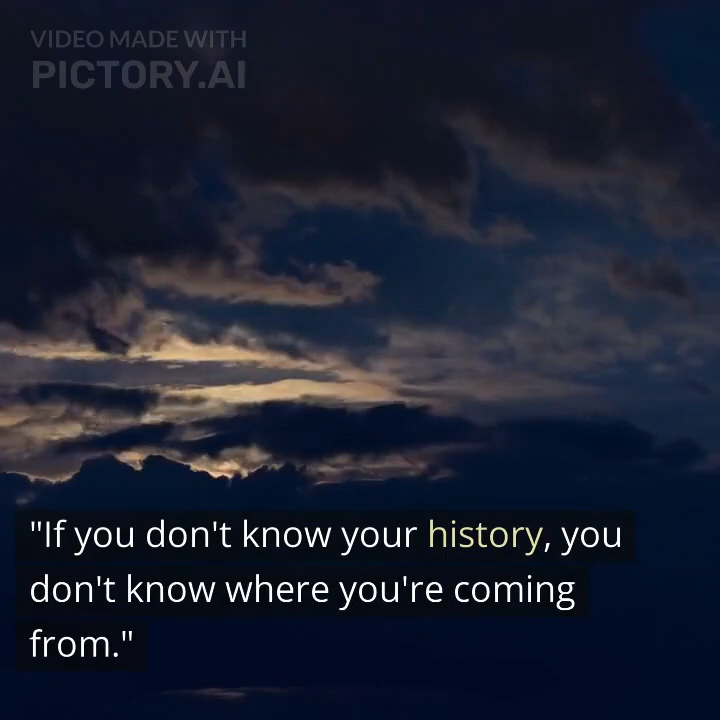 VIDEO MADE WITH
PICTORY.AI
"If you don't know your history, you
don't know where you're coming
from."